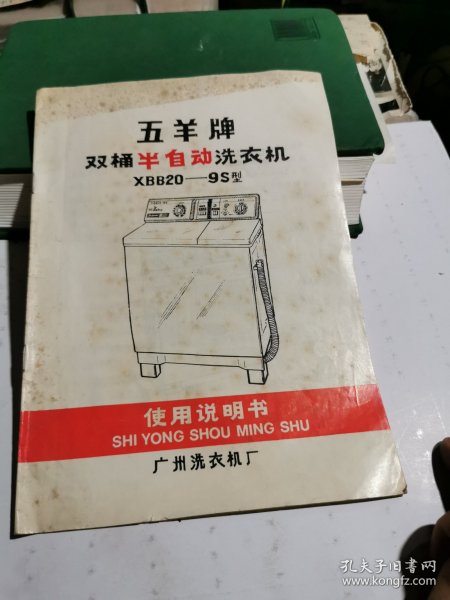 五羊牌
双桶半自动洗衣机
XBB20—9S型
使用说明书
SHI YONG SHOU MING SHU
广州洗衣机厂
孔夫子旧书网
www.kongfz.com